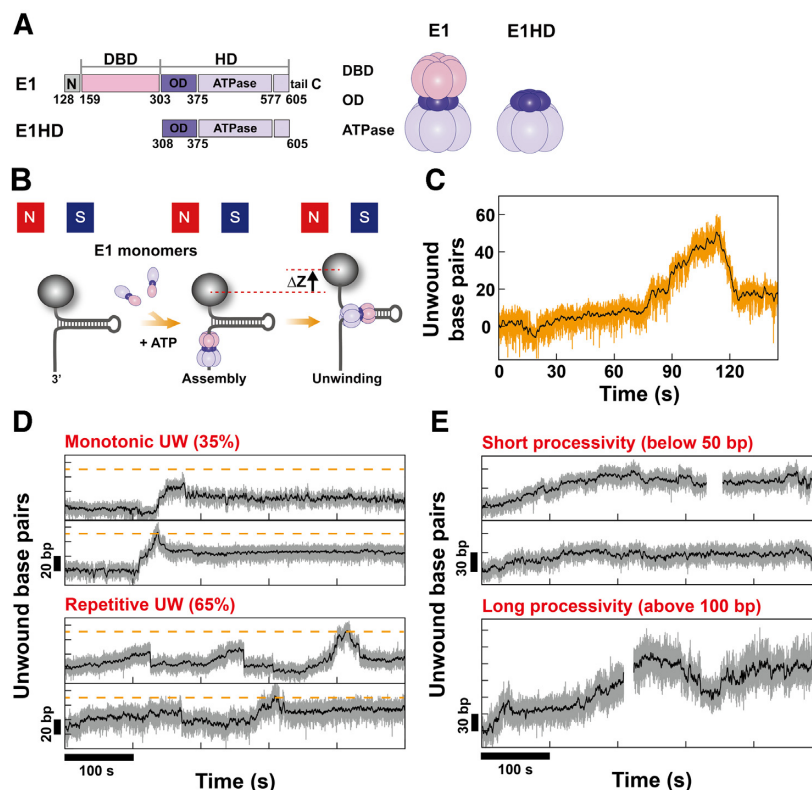 A
DBD HD
E1 N OD ATPase tail C
128 159 303 375 577 605
E1HD OD ATPase
308 375 605
E1 E1HD
DBD
OD
ATPase
B
N S N S N S
E1 monomers
ΔZ
+ ATP
3' Assembly Unwinding
C
Unwound
base pairs
60
40
20
0
0 30 60 90 120
Time (s)
D
Monotonic UW (35%)
Unwound base pairs
20 bp
Repetitive UW (65%)
20 bp
100 s
Time (s)
E
Short processivity (below 50 bp)
Unwound base pairs
30 bp
Long processivity (above 100 bp)
30 bp
100 s
Time (s)